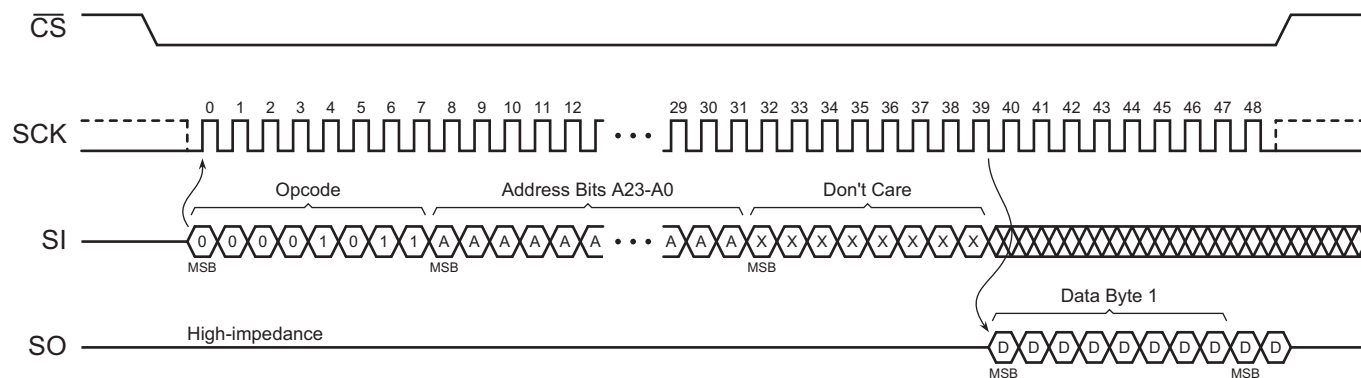 CS
0 1 2 3 4 5 6 7 8 9 10 11 12 29 30 31 32 33 34 35 36 37 38 39 40 41 42 43 44 45 46 47 48
SCK
Opcode Address Bits A23-A0 Don't Care
SI 0 0 0 0 1 0 1 1 A A A A A A ••• A A A X X X X X X X X
MSB MSB MSB
Data Byte 1
High-impedance
SO D D D D D D D D D D
MSB MSB